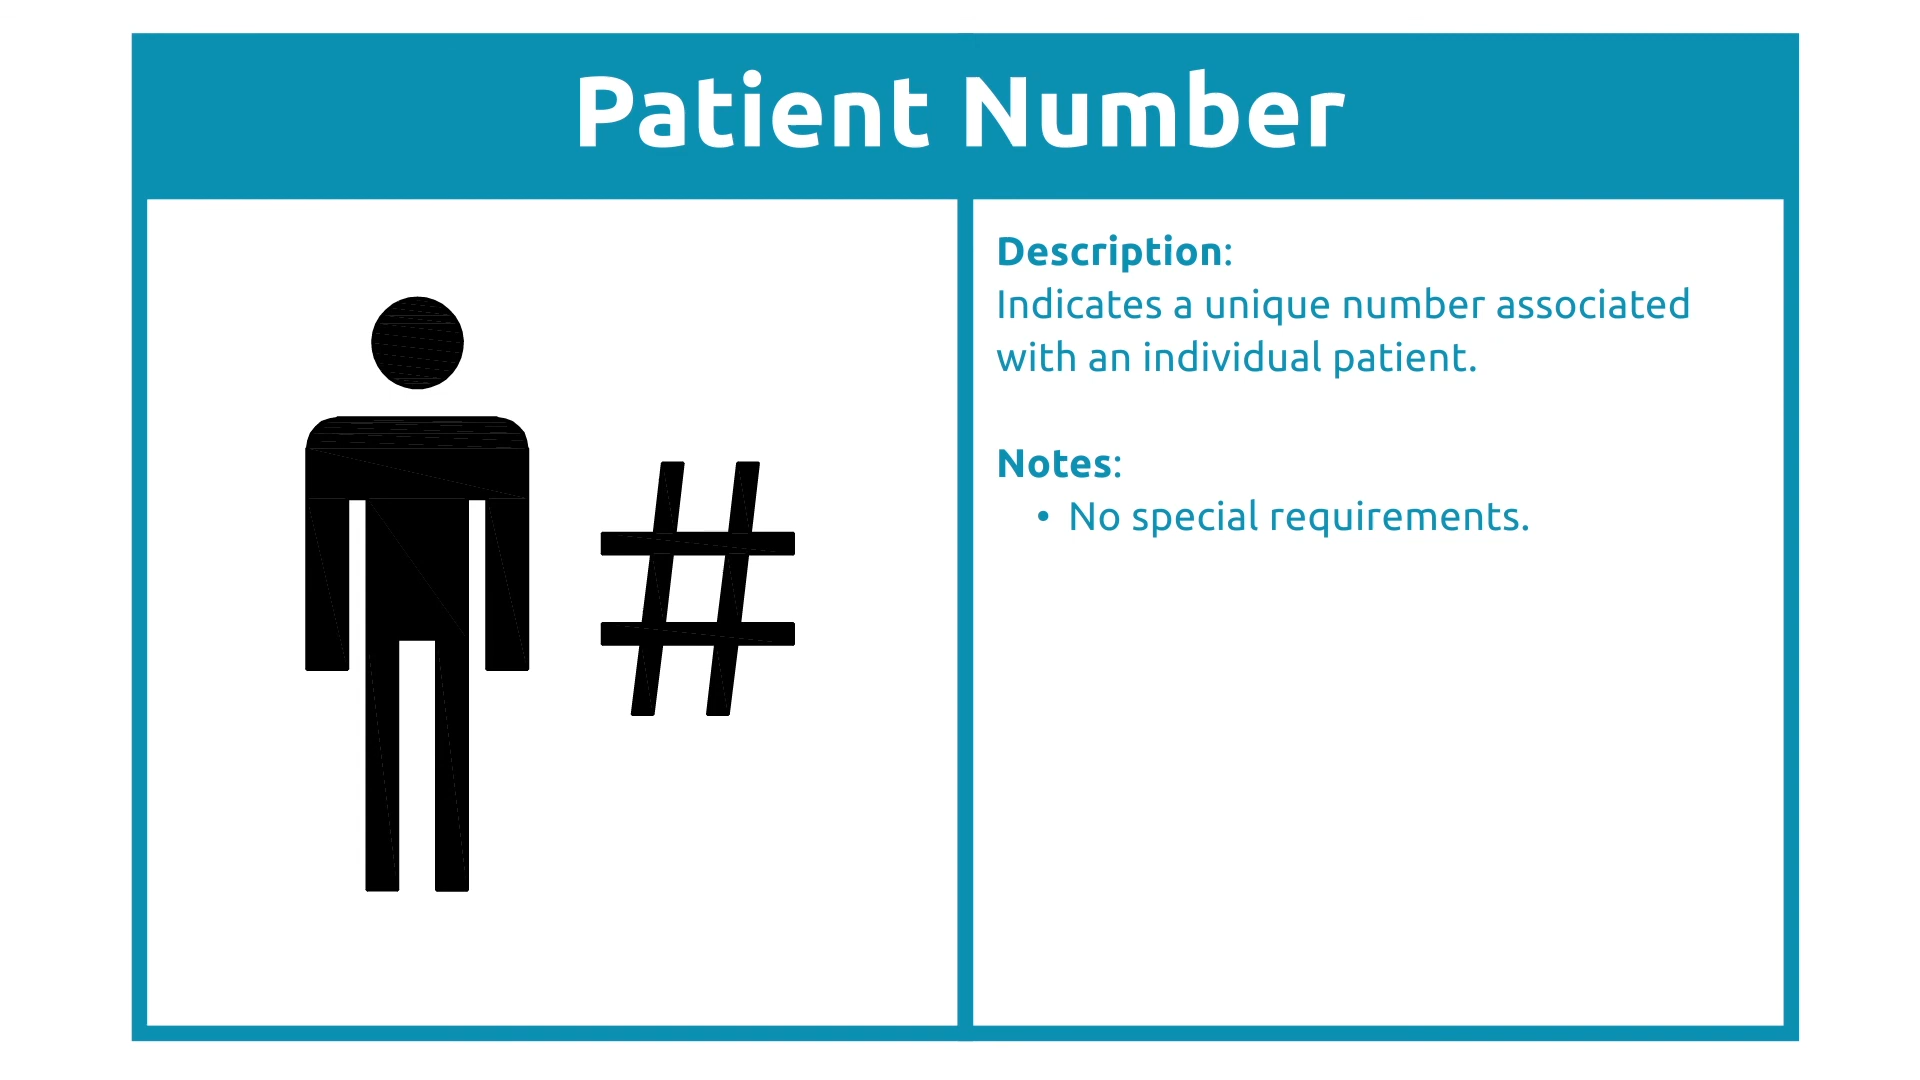 Patient Number
#
Description:
Indicates a unique number associated
with an individual patient.
Notes:
• No special requirements.